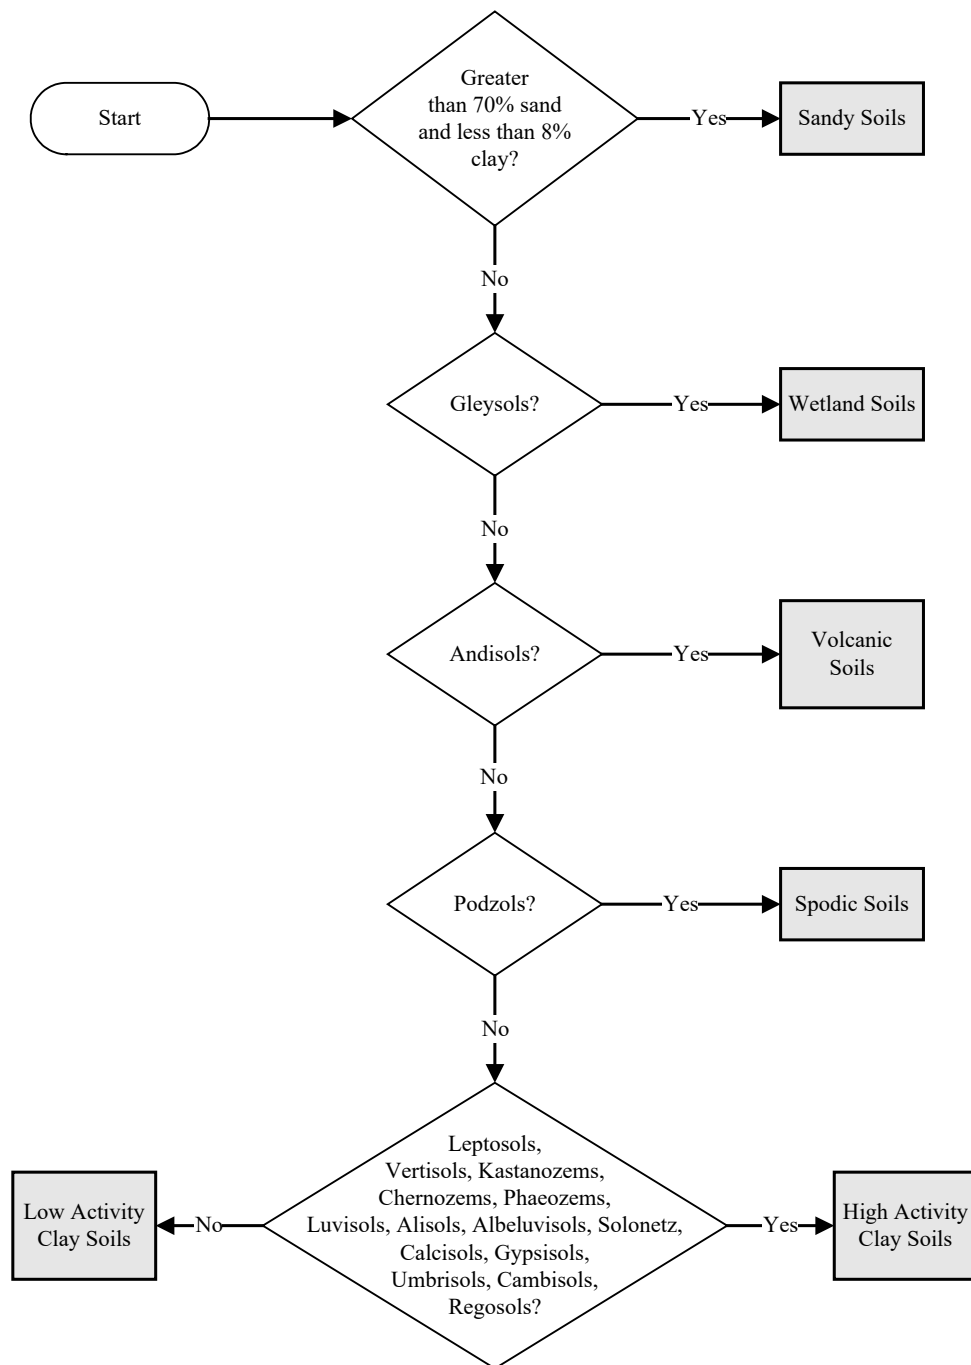 Start
Greater
than 70% sand
and less than 8%
clay?
Yes
Sandy Soils
No
Gleysols?
Yes
Wetland Soils
No
Andisols?
Yes
Volcanic
Soils
No
Podzols?
Yes
Spodic Soils
No
Leptosols,
Vertisols, Kastanozems,
Chernozems, Phaeozems,
Luvisols, Alisols, Albeluvisols, Solonetz,
Calcisols, Gypsisols,
Umbrisols, Cambisols,
Regosols?
No
Low Activity
Clay Soils
Yes
High Activity
Clay Soils